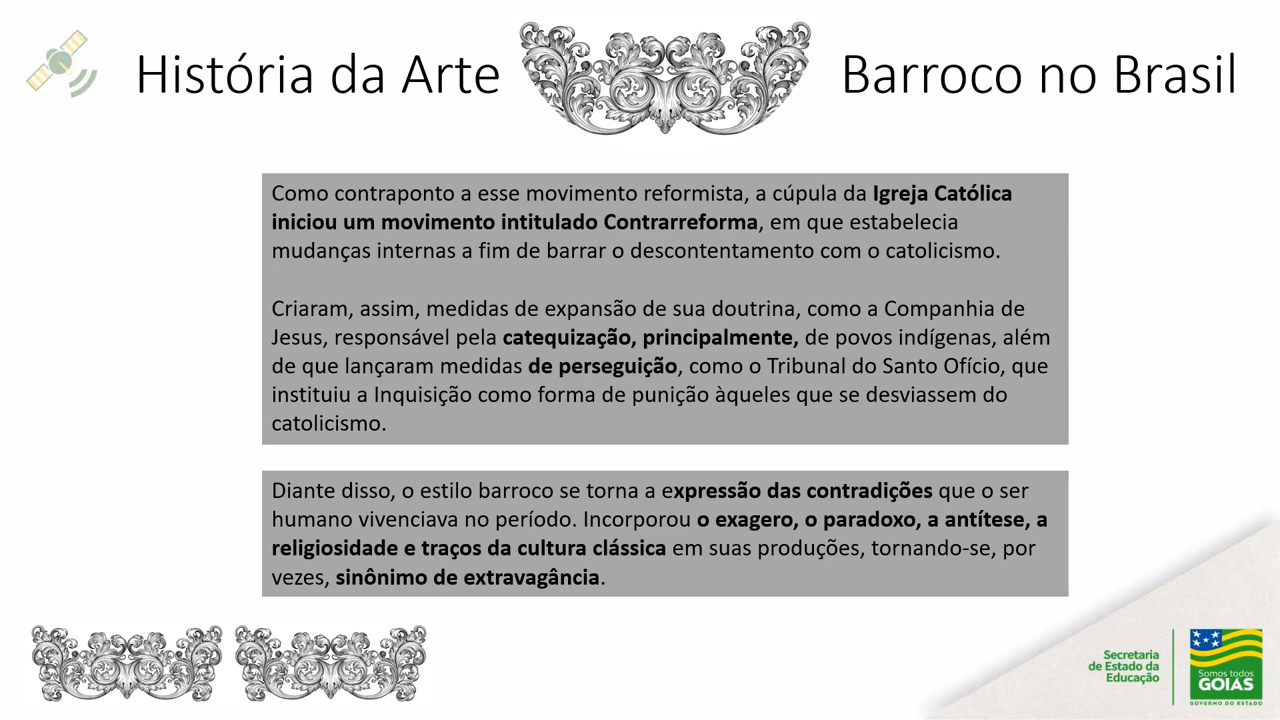 História da Arte
Barroco no Brasil
Como contraponto a esse movimento reformista, a cúpula da Igreja Católica
iniciou um movimento intitulado Contrarreforma, em que estabelecia
mudanças internas a fim de barrar o descontentamento com o catolicismo.
Criaram, assim, medidas de expansão de sua doutrina, como a Companhia de
Jesus, responsável pela catequização, principalmente, de povos indígenas, além
de que lançaram medidas de perseguição, como o Tribunal do Santo Ofício, que
instituiu a Inquisição como forma de punição àqueles que se desviassem do
catolicismo.
Diante disso, o estilo barroco se torna a expressão das contradições que o ser
humano vivenciava no período. Incorporou o exagero, o paradoxo, a antítese, a
religiosidade e traços da cultura clássica em suas produções, tornando-se, por
vezes, sinônimo de extravagância.
Secretaria
de Estado da
Educação
Somos todos
GOIÁS
GOVERNO DO ESTADO